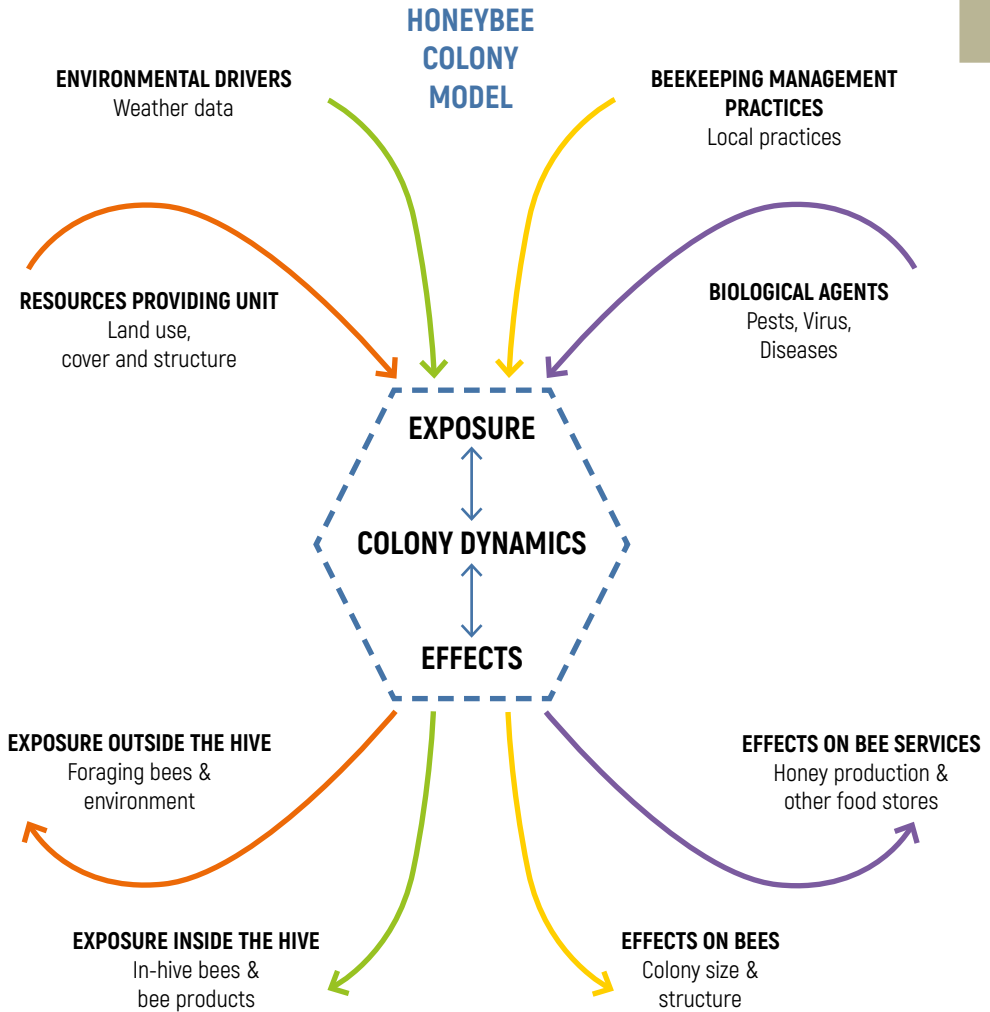 HONEYBEE
COLONY
MODEL
ENVIRONMENTAL DRIVERS
Weather data
BEEKEEPING MANAGEMENT
PRACTICES
Local practices
RESOURCES PROVIDING UNIT
Land use,
cover and structure
BIOLOGICAL AGENTS
Pests, Virus,
Diseases
EXPOSURE
COLONY DYNAMICS
EFFECTS
EXPOSURE OUTSIDE THE HIVE
Foraging bees &
environment
EFFECTS ON BEE SERVICES
Honey production &
other food stores
EXPOSURE INSIDE THE HIVE
In-hive bees &
bee products
EFFECTS ON BEES
Colony size &
structure